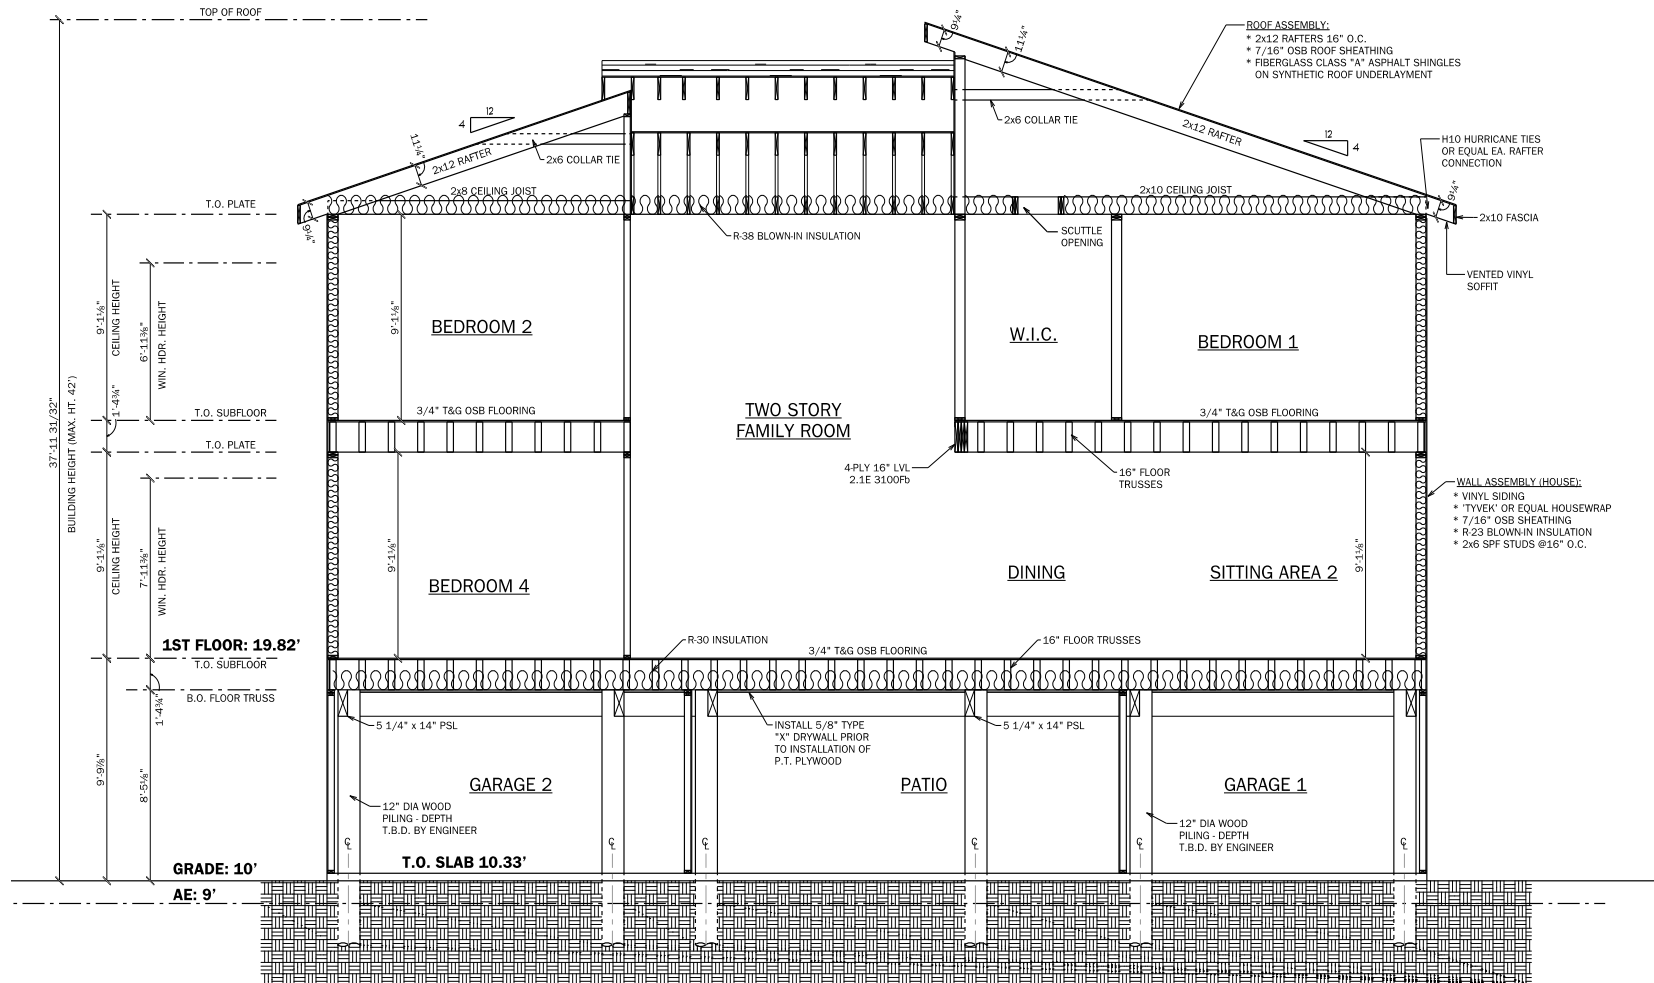 TOP OF ROOF
9¼"
11¼"
ROOF ASSEMBLY:
* 2x12 RAFTERS 16" O.C.
* 7/16" OSB ROOF SHEATHING
* FIBERGLASS CLASS "A" ASPHALT SHINGLES
ON SYNTHETIC ROOF UNDERLAYMENT
12
4
11¼"
2x12 RAFTER
2x6 COLLAR TIE
2x6 COLLAR TIE
2x12 RAFTER
12
4
H10 HURRICANE TIES
OR EQUAL EA. RAFTER
CONNECTION
2x8 CEILING JOIST
2x10 CEILING JOIST
9¼"
T.O. PLATE
9¼"
R-38 BLOWN-IN INSULATION
SCUTTLE
OPENING
2x10 FASCIA
VENTED VINYL
SOFFIT
9'-1⅛"
CEILING HEIGHT
6'-11⅜"
WIN. HDR. HEIGHT
9'-1⅛"
BEDROOM 2
W.I.C.
BEDROOM 1
37'-11 31/32"
BUILDING HEIGHT (MAX. HT. 42')
1'-4¾"
T.O. SUBFLOOR
3/4" T&G OSB FLOORING
TWO STORY
FAMILY ROOM
3/4" T&G OSB FLOORING
T.O. PLATE
4-PLY 16" LVL
2.1E 3100Fb
16" FLOOR
TRUSSES
WALL ASSEMBLY (HOUSE):
* VINYL SIDING
* 'TYVEK' OR EQUAL HOUSEWRAP
* 7/16" OSB SHEATHING
* R-23 BLOWN-IN INSULATION
* 2x6 SPF STUDS @16" O.C.
9'-1⅛"
CEILING HEIGHT
7'-11⅜"
WIN. HDR. HEIGHT
9'-1⅛"
BEDROOM 4
DINING
SITTING AREA 2
9'-1⅛"
1ST FLOOR: 19.82'
T.O. SUBFLOOR
R-30 INSULATION
3/4" T&G OSB FLOORING
16" FLOOR TRUSSES
B.O. FLOOR TRUSS
1'-4¾"
5 1/4" x 14" PSL
INSTALL 5/8" TYPE
"X" DRYWALL PRIOR
TO INSTALLATION OF
P.T. PLYWOOD
5 1/4" x 14" PSL
9'-9⅞"
8'-5⅛"
GARAGE 2
PATIO
GARAGE 1
12" DIA WOOD
PILING - DEPTH
T.B.D. BY ENGINEER
12" DIA WOOD
PILING - DEPTH
T.B.D. BY ENGINEER
℄
℄
℄
℄
℄
℄
T.O. SLAB 10.33'
GRADE: 10'
AE: 9'